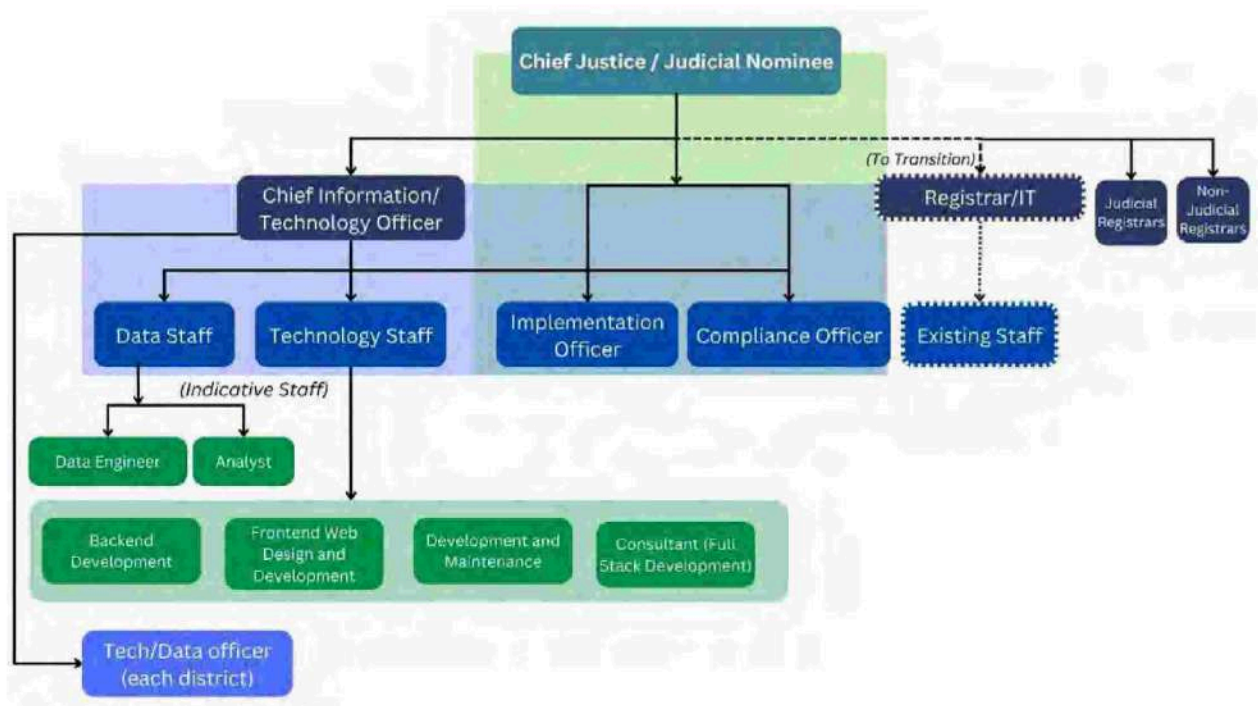 Chief Justice / Judicial Nominee
(To Transition)
Chief Information/
Technology Officer
Registrar/IT
Judicial
Registrars
Non-
Judicial
Registrars
Data Staff
Technology Staff
Implementation
Officer
Compliance Officer
Existing Staff
(Indicative Staff)
Data Engineer
Analyst
Backend
Development
Frontend Web
Design and
Development
Development and
Maintenance
Consultant (Full
Stack Development)
Tech/Data officer
(each district)